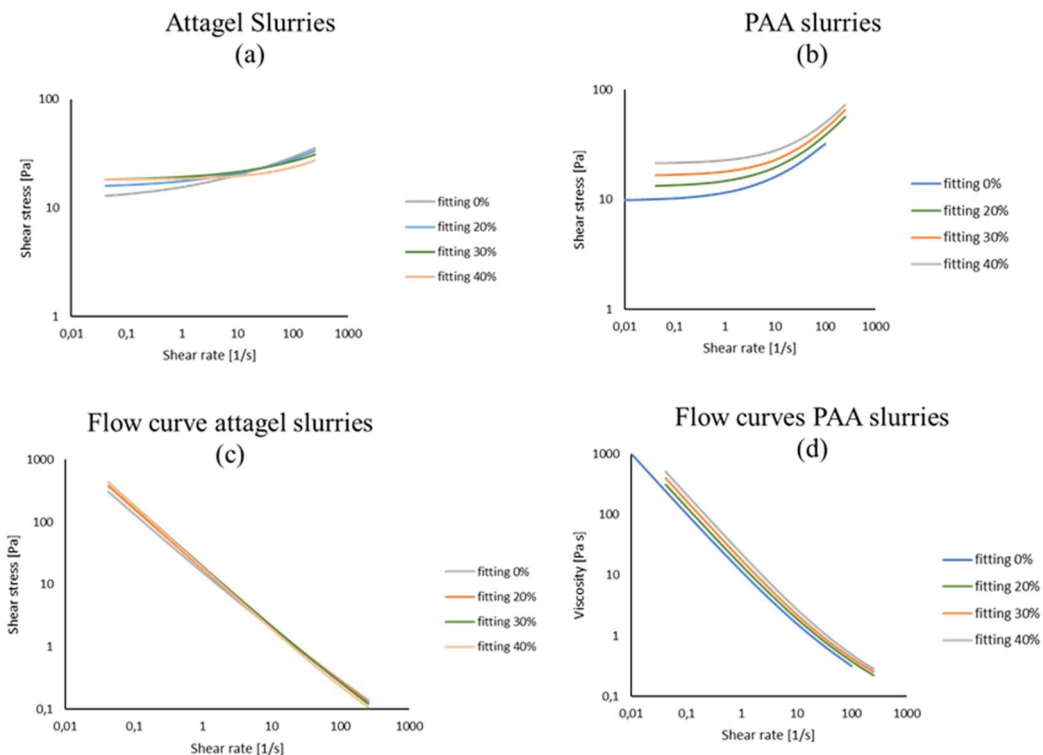 Attagel Slurries
(a)
Shear stress [Pa]
100
10
1
0,01 0,1 1 10 100 1000
Shear rate [1/s]
fitting 0%
fitting 20%
fitting 30%
fitting 40%
PAA slurries
(b)
Shear stress [Pa]
100
10
1
0,01 0,1 1 10 100 1000
Shear rate [1/s]
fitting 0%
fitting 20%
fitting 30%
fitting 40%
Flow curve attagel slurries
(c)
Shear stress [Pa]
1000
100
10
1
0,1
0,01 0,1 1 10 100 1000
Shear rate [1/s]
fitting 0%
fitting 20%
fitting 30%
fitting 40%
Flow curves PAA slurries
(d)
Viscosity [Pa s]
1000
100
10
1
0,1
0,01 0,1 1 10 100 1000
Shear rate [1/s]
fitting 0%
fitting 20%
fitting 30%
fitting 40%